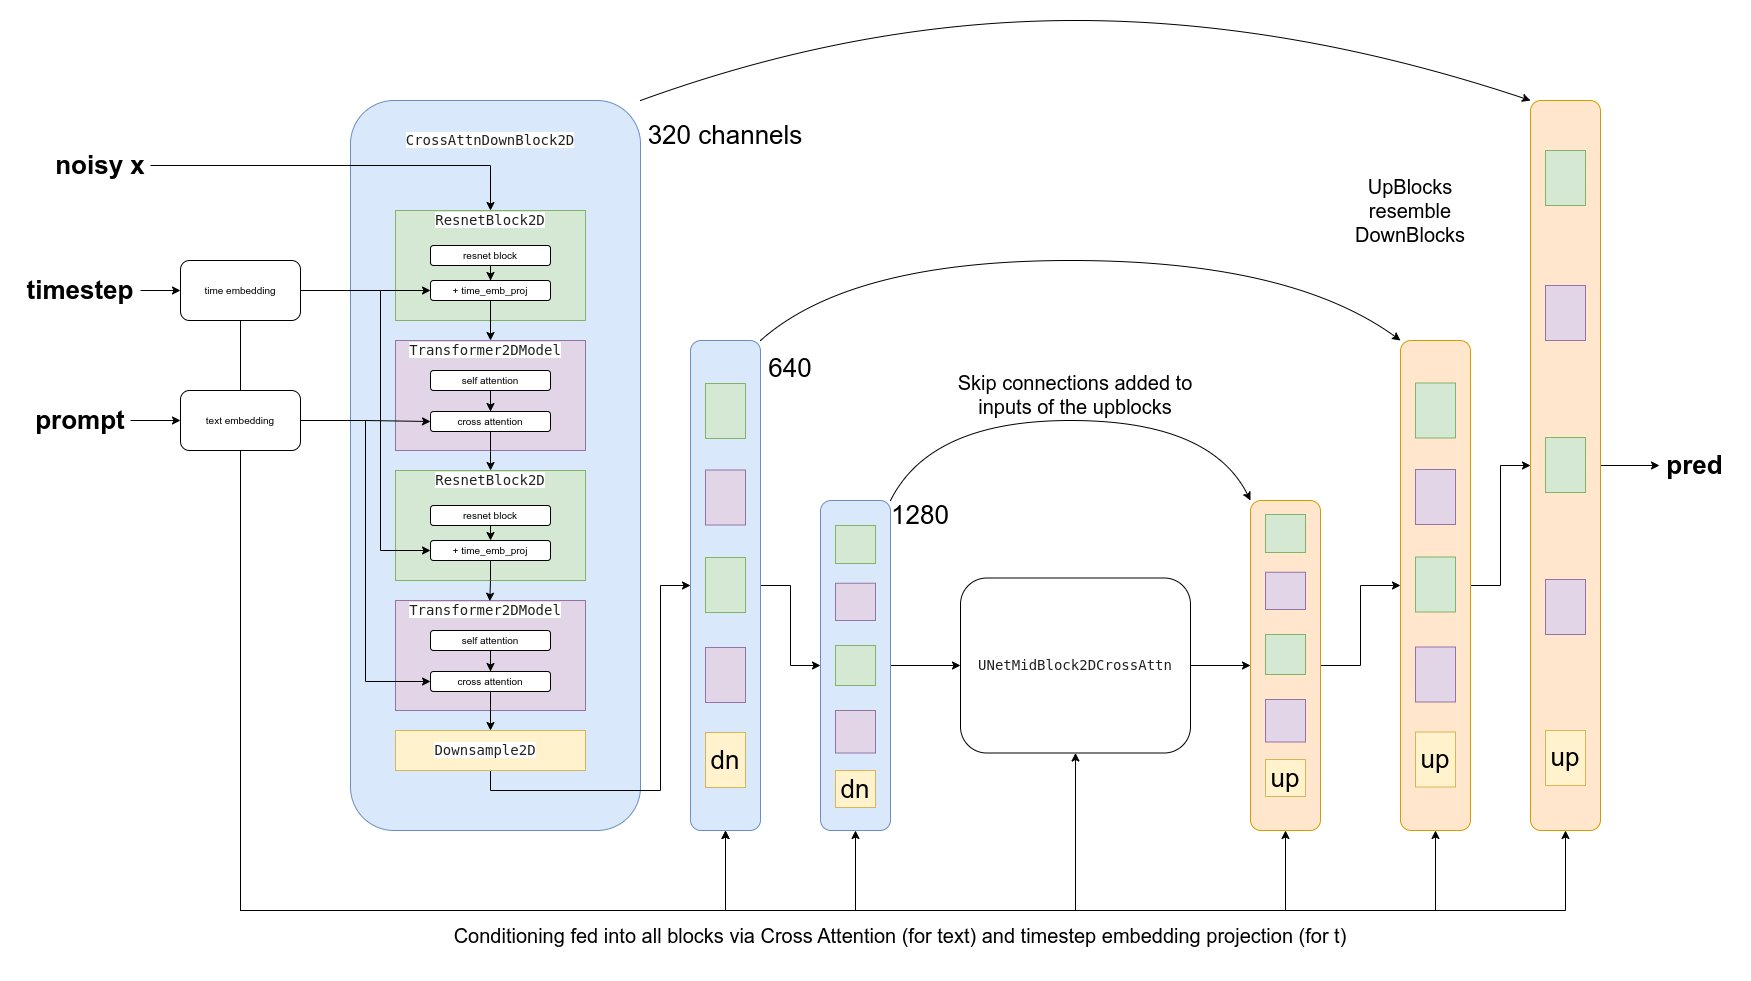 CrossAttnDownBlock2D
320 channels
noisy x
ResnetBlock2D
resnet block
+ time_emb_proj
timestep
time embedding
Transformer2DModel
self attention
cross attention
prompt
text embedding
ResnetBlock2D
resnet block
+ time_emb_proj
Transformer2DModel
self attention
cross attention
Downsample2D
640
dn
1280
dn
Skip connections added to
inputs of the upblocks
UNetMidBlock2DCrossAttn
UpBlocks
resemble
DownBlocks
up
up
up
pred
Conditioning fed into all blocks via Cross Attention (for text) and timestep embedding projection (for t)